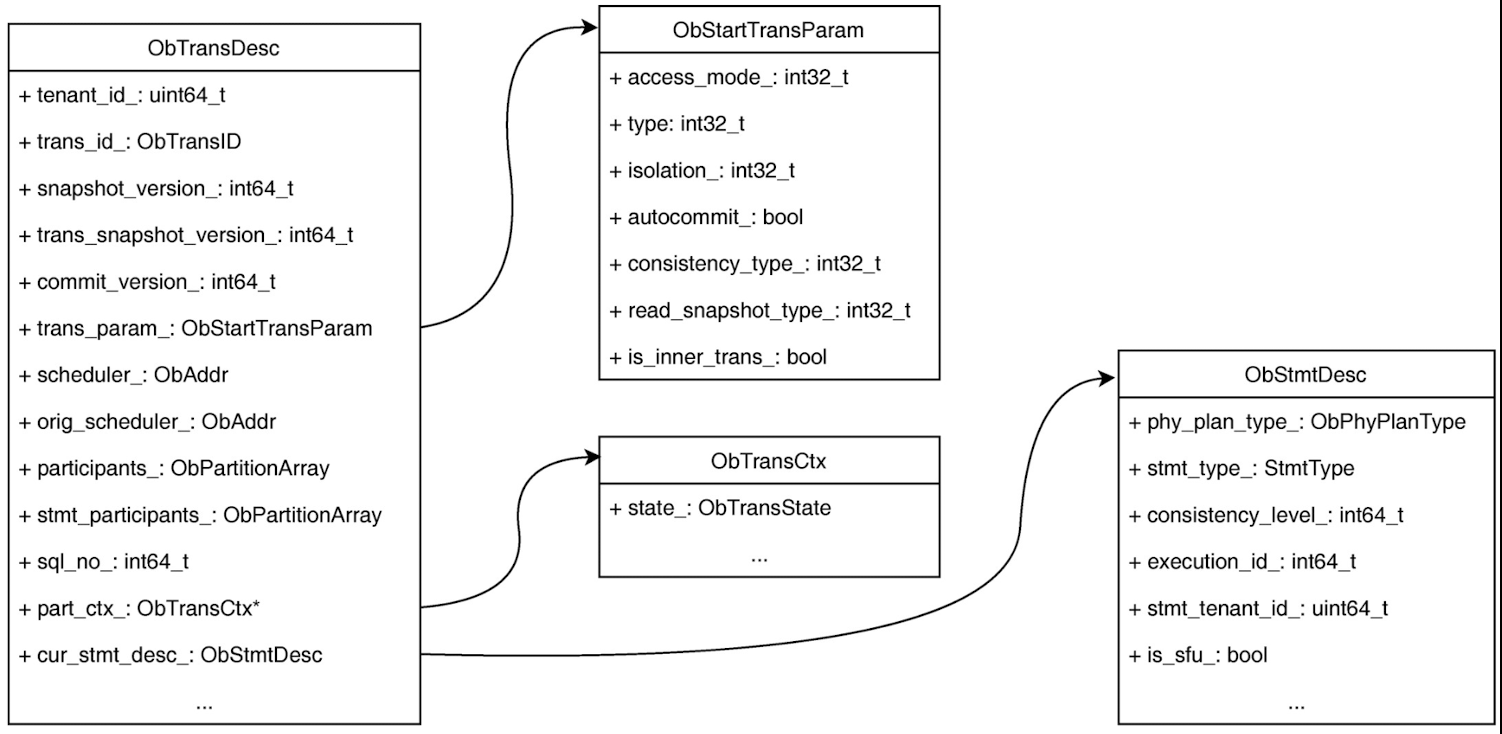 ObTransDesc
+ tenant_id_: uint64_t
+ trans_id_: ObTransID
+ snapshot_version_: int64_t
+ trans_snapshot_version_: int64_t
+ commit_version_: int64_t
+ trans_param_: ObStartTransParam
+ scheduler_: ObAddr
+ orig_scheduler_: ObAddr
+ participants_: ObPartitionArray
+ stmt_participants_: ObPartitionArray
+ sql_no_: int64_t
+ part_ctx_: ObTransCtx*
+ cur_stmt_desc_: ObStmtDesc
...
ObStartTransParam
+ access_mode_: int32_t
+ type: int32_t
+ isolation_: int32_t
+ autocommit_: bool
+ consistency_type_: int32_t
+ read_snapshot_type_: int32_t
+ is_inner_trans_: bool
ObTransCtx
+ state_: ObTransState
...
ObStmtDesc
+ phy_plan_type_: ObPhyPlanType
+ stmt_type_: StmtType
+ consistency_level_: int64_t
+ execution_id_: int64_t
+ stmt_tenant_id_: uint64_t
+ is_sfu_: bool
...